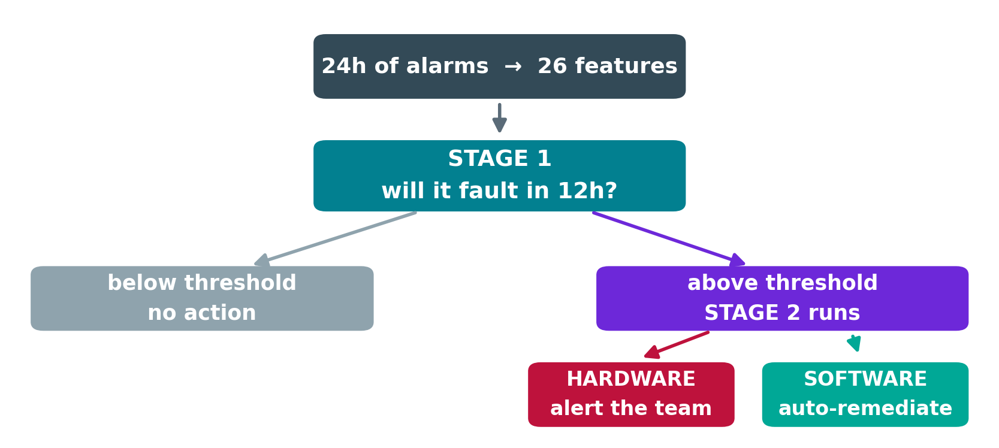 24h of alarms → 26 features
STAGE 1
will it fault in 12h?
below threshold
no action
above threshold
STAGE 2 runs
HARDWARE
alert the team
SOFTWARE
auto-remediate